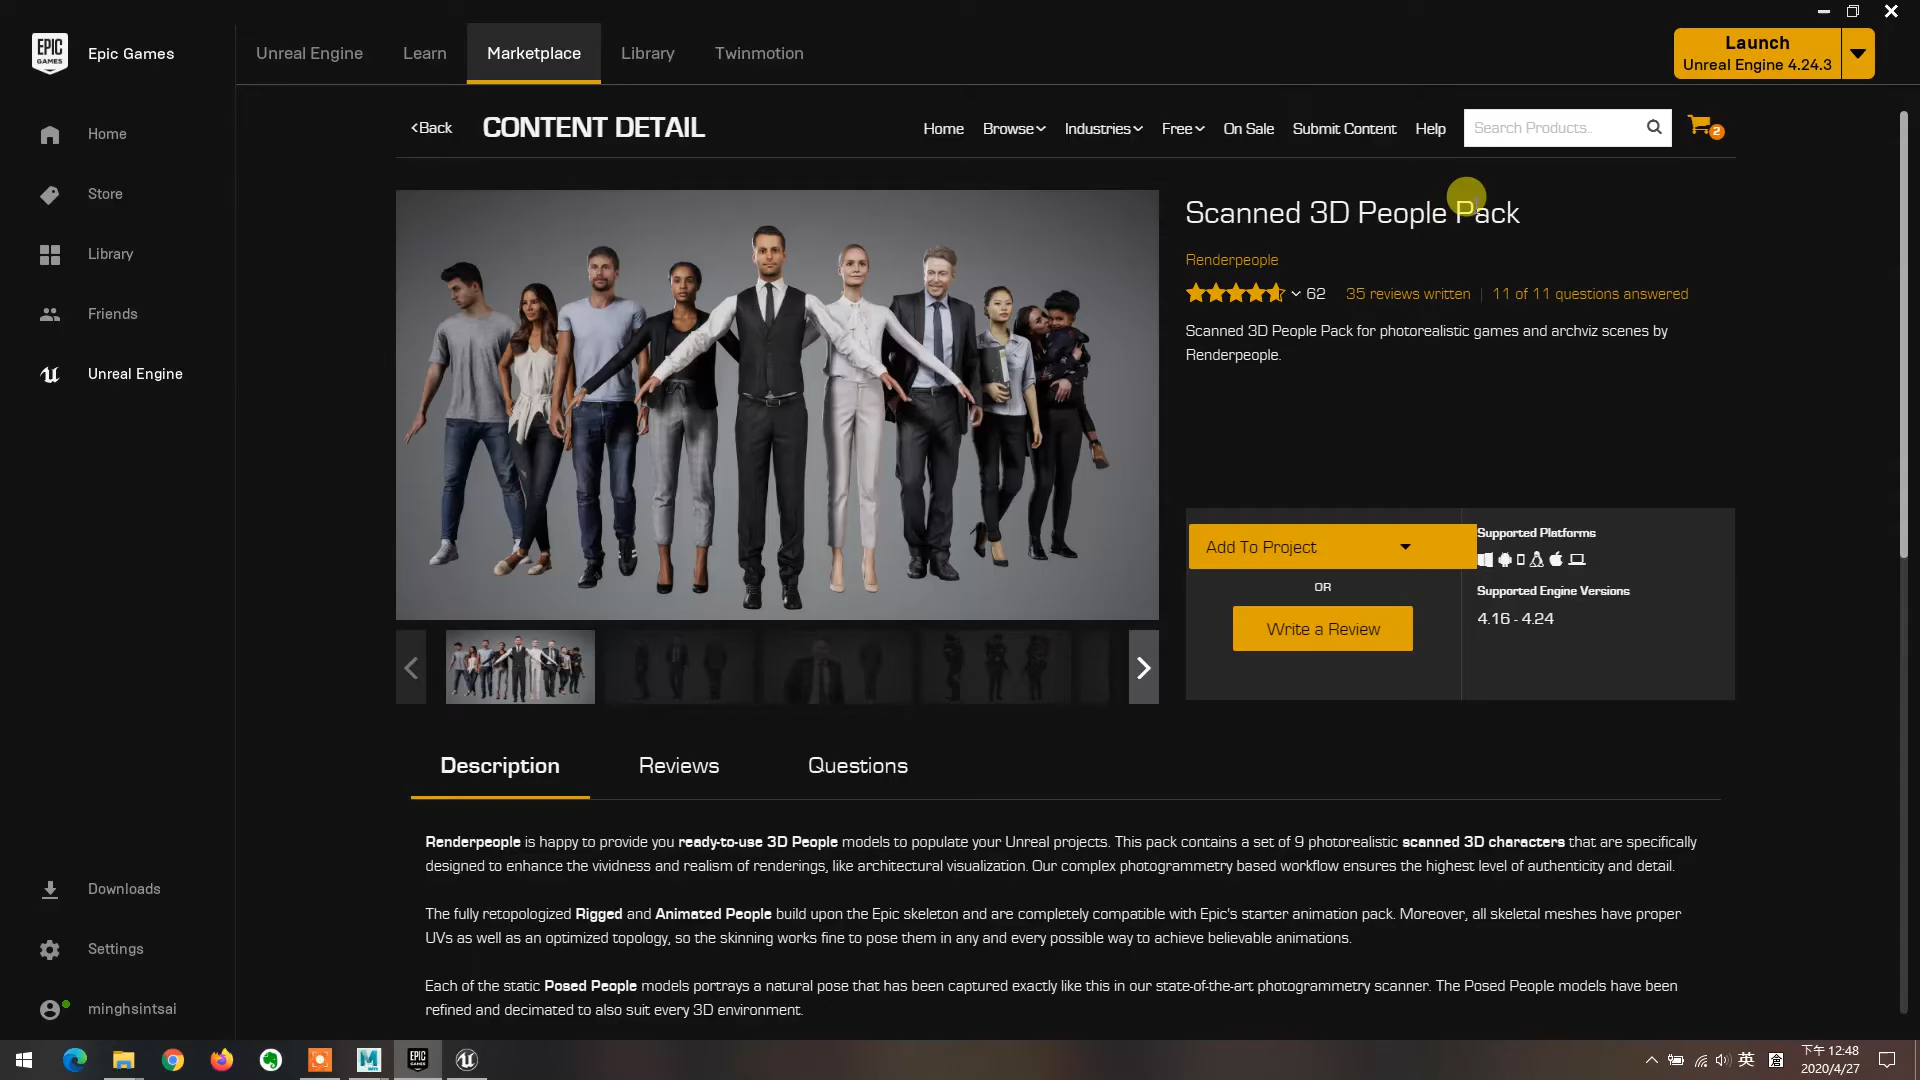 EPIC
GAMES
Epic Games
Unreal Engine
Learn
Marketplace
Library
Twinmotion
Launch
Unreal Engine 4.24.3
Home
Store
Library
Friends
Unreal Engine
Downloads
Settings
minghsintsai
<Back
CONTENT DETAIL
Home
Browse
Industries
Free
On Sale
Submit Content
Help
Search Products..
2
Scanned 3D People Pack
Renderpeople
62
35 reviews written | 11 of 11 questions answered
Scanned 3D People Pack for photorealistic games and archviz scenes by
Renderpeople.
Add To Project
OR
Write a Review
Supported Platforms
Supported Engine Versions
4.16 - 4.24
Description
Reviews
Questions
Renderpeople is happy to provide you ready-to-use 3D People models to populate your Unreal projects. This pack contains a set of 9 photorealistic scanned 3D characters that are specifically
designed to enhance the vividness and realism of renderings, like architectural visualization. Our complex photogrammetry based workflow ensures the highest level of authenticity and detail.
The fully retopologized Rigged and Animated People build upon the Epic skeleton and are completely compatible with Epic's starter animation pack. Moreover, all skeletal meshes have proper
UVs as well as an optimized topology, so the skinning works fine to pose them in any and every possible way to achieve believable animations.
Each of the static Posed People models portrays a natural pose that has been captured exactly like this in our state-of-the-art photogrammetry scanner. The Posed People models have been
refined and decimated to also suit every 3D environment.
EPIC
GAMES
英
下午 12:48
2020/4/27